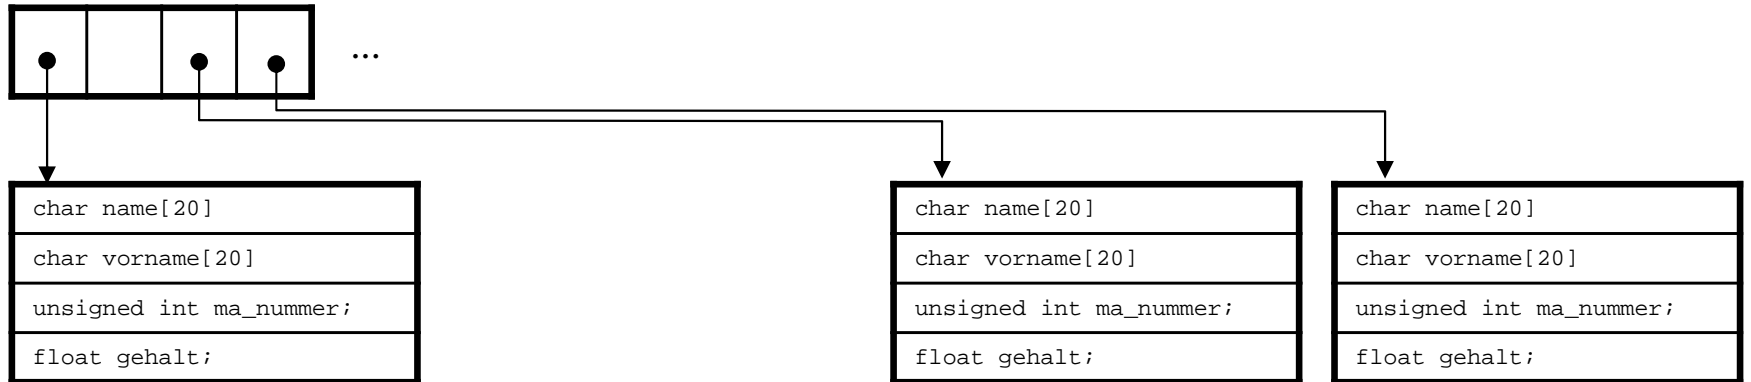 ...
char name[20]
char vorname[20]
unsigned int ma_nummer;
float gehalt;
char name[20]
char vorname[20]
unsigned int ma_nummer;
float gehalt;
char name[20]
char vorname[20]
unsigned int ma_nummer;
float gehalt;